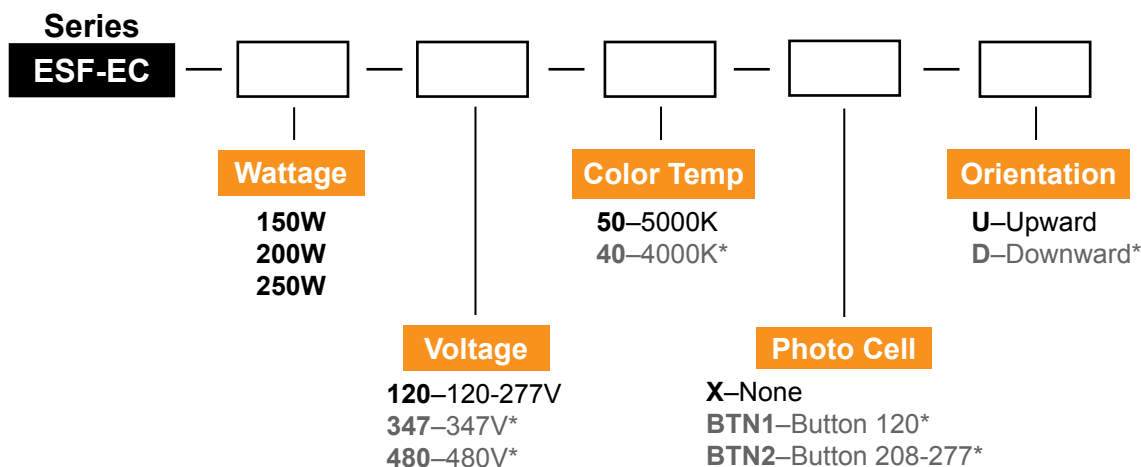 Series
ESF-EC
Wattage
150W
200W
250W
Voltage
120–120-277V
347–347V*
480–480V*
Color Temp
50–5000K
40–4000K*
Photo Cell
X–None
BTN1–Button 120*
BTN2–Button 208-277*
Orientation
U–Upward
D–Downward*